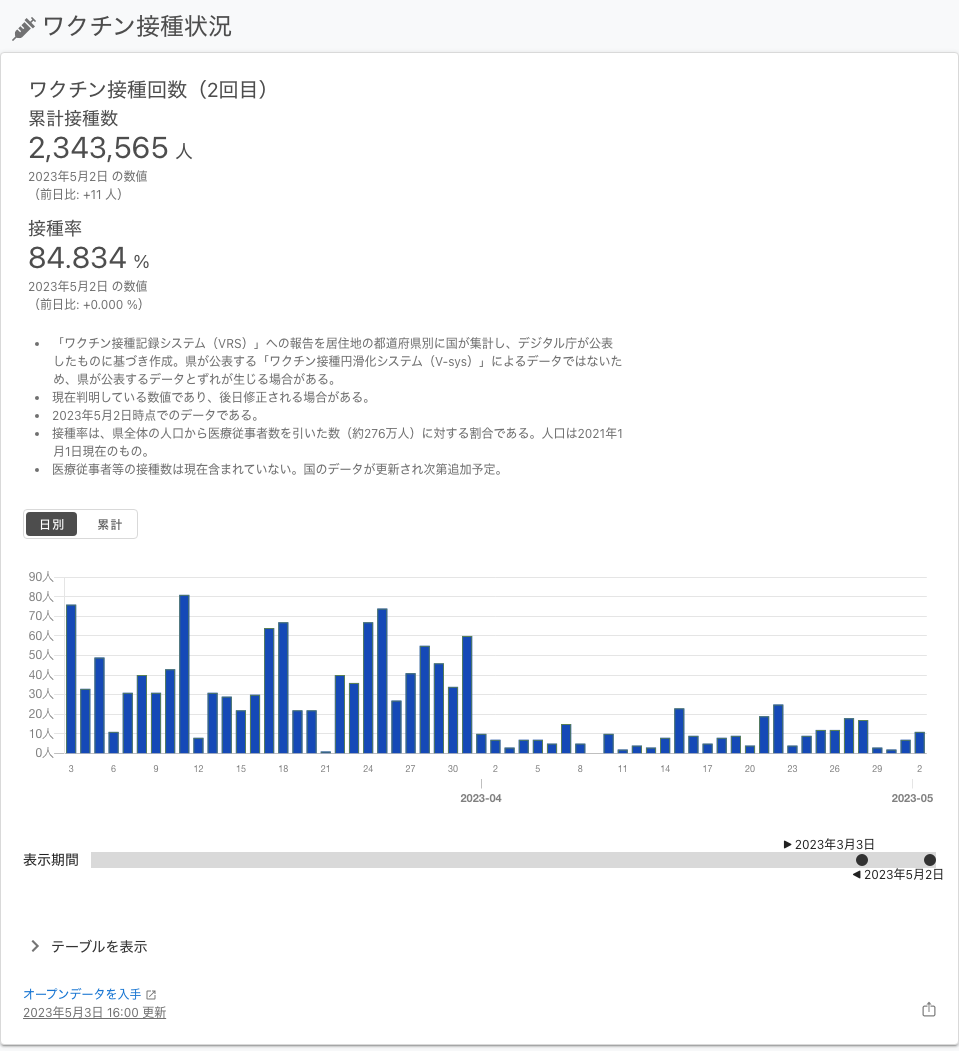 ワクチン接種状況
ワクチン接種回数（2回目）
累計接種数
2,343,565 人
2023年5月2日 の数値
（前日比: +11 人）
接種率
84.834 %
2023年5月2日 の数値
（前日比: +0.000 %）
• 「ワクチン接種記録システム（VRS）」への報告を居住地の都道府県別に国が集計し、デジタル庁が公表
したものに基づき作成。県が公表する「ワクチン接種円滑化システム（V-sys）」によるデータではないた
め、県が公表するデータとずれが生じる場合がある。
• 現在判明している数値であり、後日修正される場合がある。
• 2023年5月2日時点でのデータである。
• 接種率は、県全体の人口から医療従事者数を引いた数（約276万人）に対する割合である。人口は2021年1
月1日現在のもの。
• 医療従事者等の接種数は現在含まれていない。国のデータが更新され次第追加予定。
日別 累計
90人
80人
70人
60人
50人
40人
30人
20人
10人
0人
3 6 9 12 15 18 21 24 27 30 2 5 8 11 14 17 20 23 26 29 2
2023-04 2023-05
▶ 2023年3月3日
表示期間
◀ 2023年5月2日
テーブルを表示
オープンデータを入手
2023年5月3日 16:00 更新